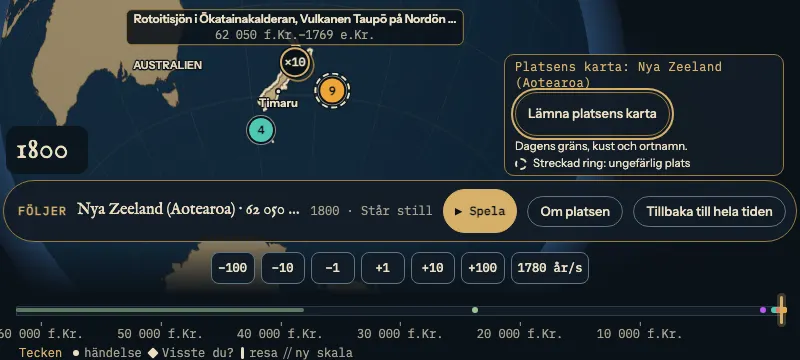 Rotoitisjön i Ōkatainakalderan, Vulkanen Taupō på Nordön ...
62 050 f.Kr.–1769 e.Kr.
AUSTRALIEN
×10
9
Timaru
4
Platsens karta: Nya Zeeland
(Aotearoa)
Lämna platsens karta
Dagens gräns, kust och ortnamn.
Streckad ring: ungefärlig plats
1800
FÖLJER Nya Zeeland (Aotearoa) · 62 050 ... 1800 · Står still ▶ Spela Om platsen Tillbaka till hela tiden
−100 −10 −1 +1 +10 +100 1780 år/s
60 000 f.Kr. 50 000 f.Kr. 40 000 f.Kr. 30 000 f.Kr. 20 000 f.Kr. 10 000 f.Kr.
Tecken ● händelse ◆ Visste du? ❙ resa // ny skala